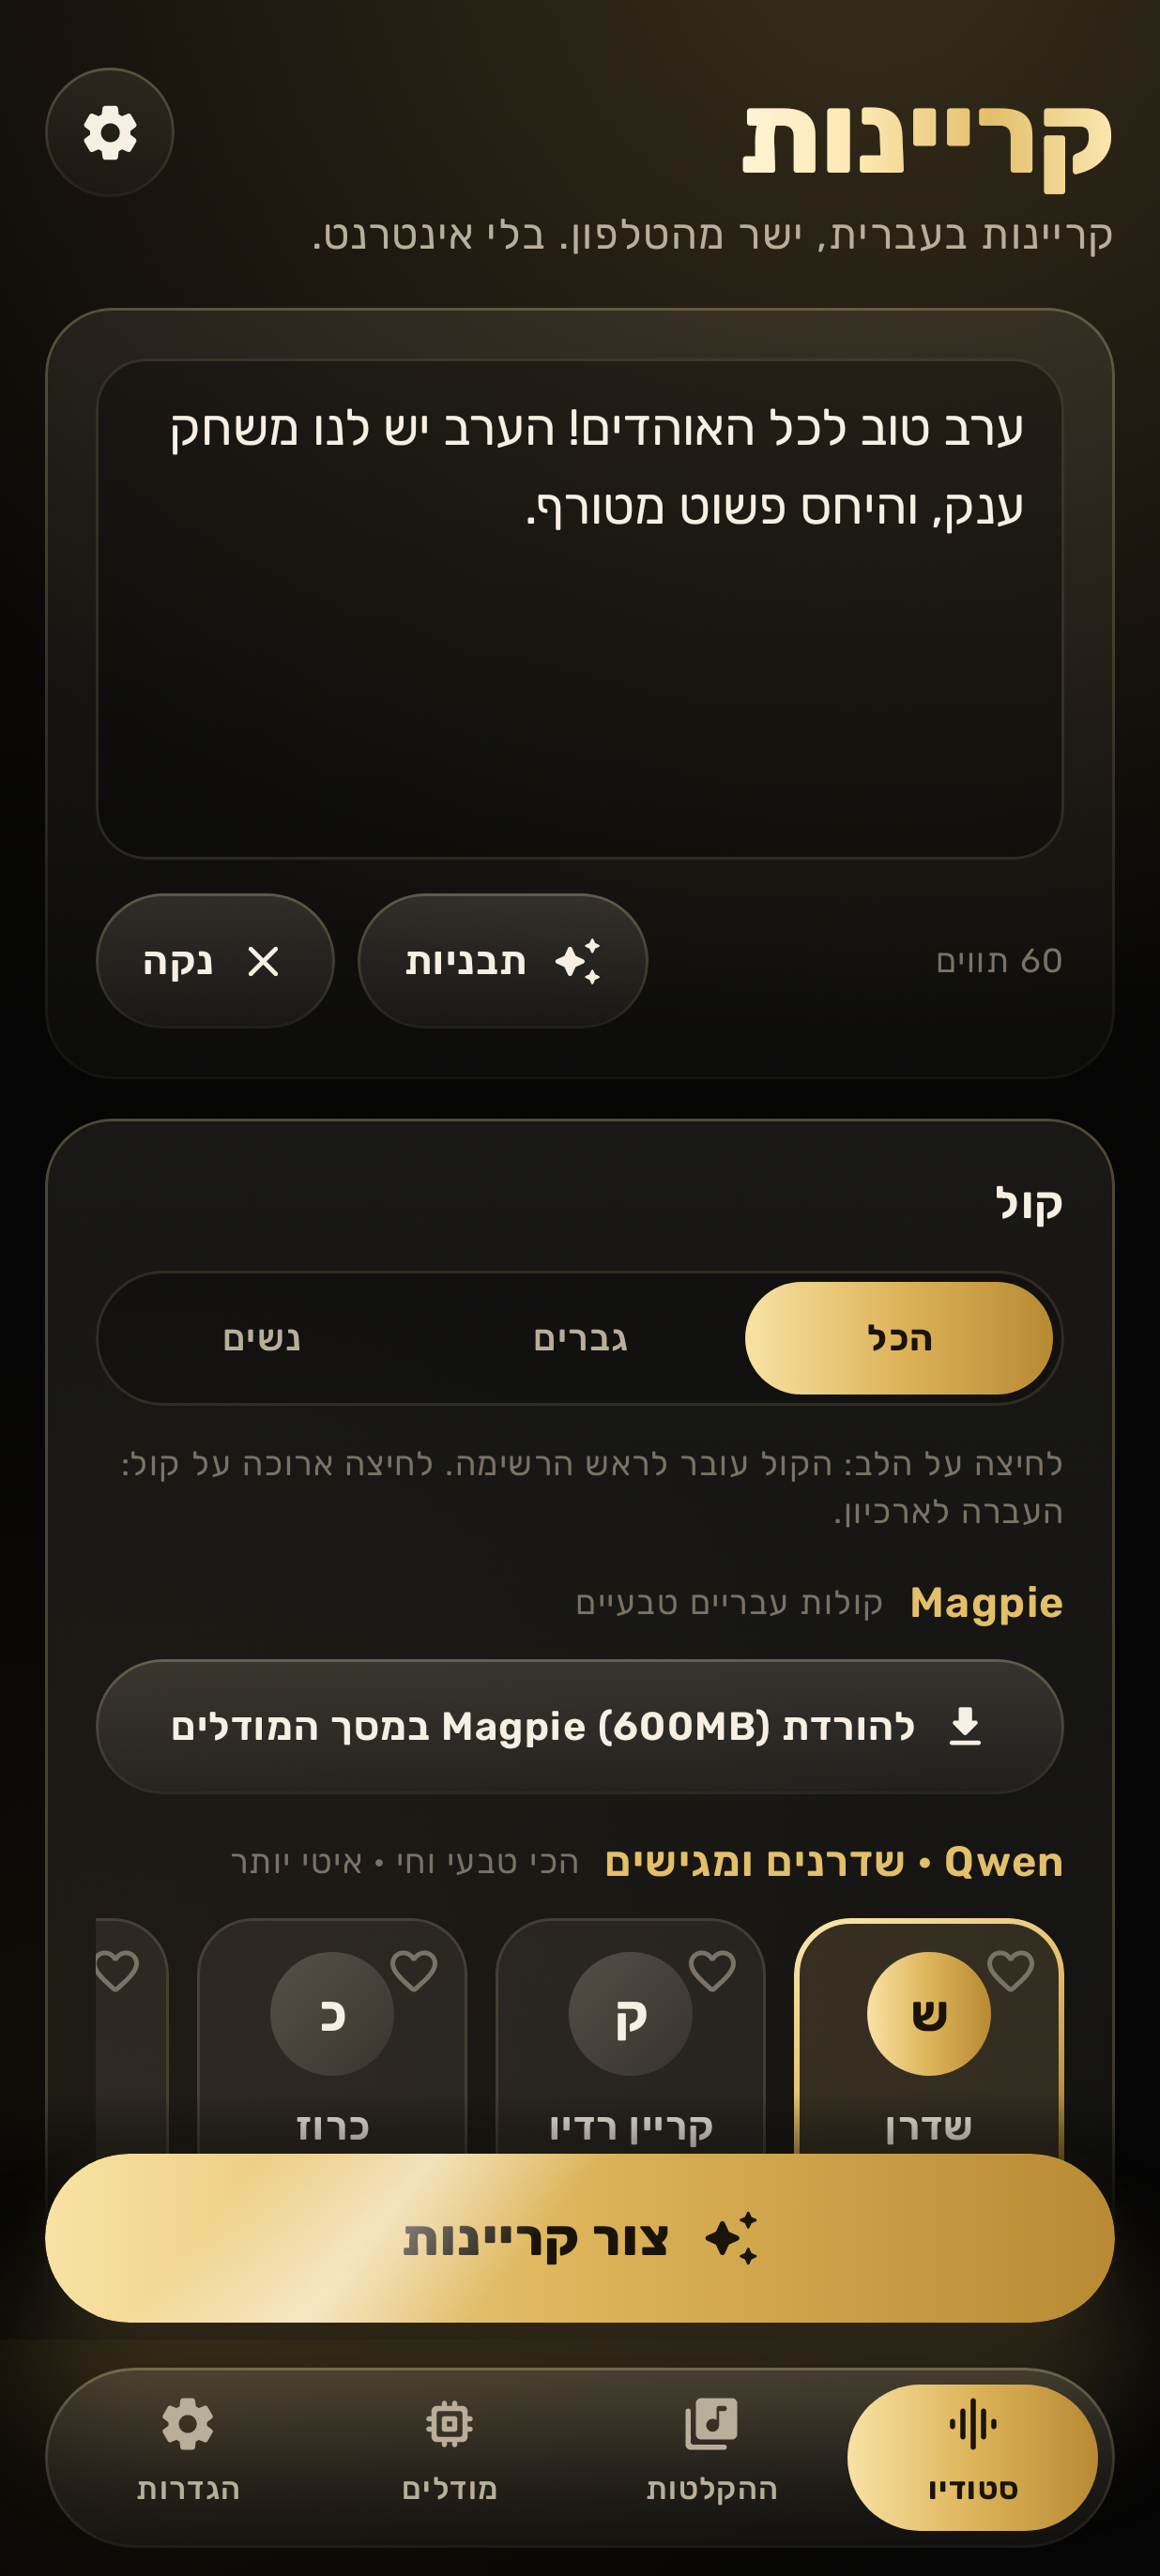 קריינות
קריינות בעברית, ישר מהטלפון. בלי אינטרנט.
ערב טוב לכל האוהדים! הערב יש לנו משחק
ענק, והיחס פשוט מטורף.
60 תווים
תבניות
נקה
קול
הכל
גברים
נשים
לחיצה על הלב: הקול עובר לראש הרשימה. לחיצה ארוכה על קול:
העברה לארכיון.
Magpie קולות עבריים טבעיים
להורדת Magpie (600MB) במסך המודלים
Qwen • שדרנים ומגישים הכי טבעי וחי • איטי יותר
ש
ק
כ
שדרן
קריין רדיו
כרוז
צור קריינות
סטודיו
ההקלטות
מודלים
הגדרות